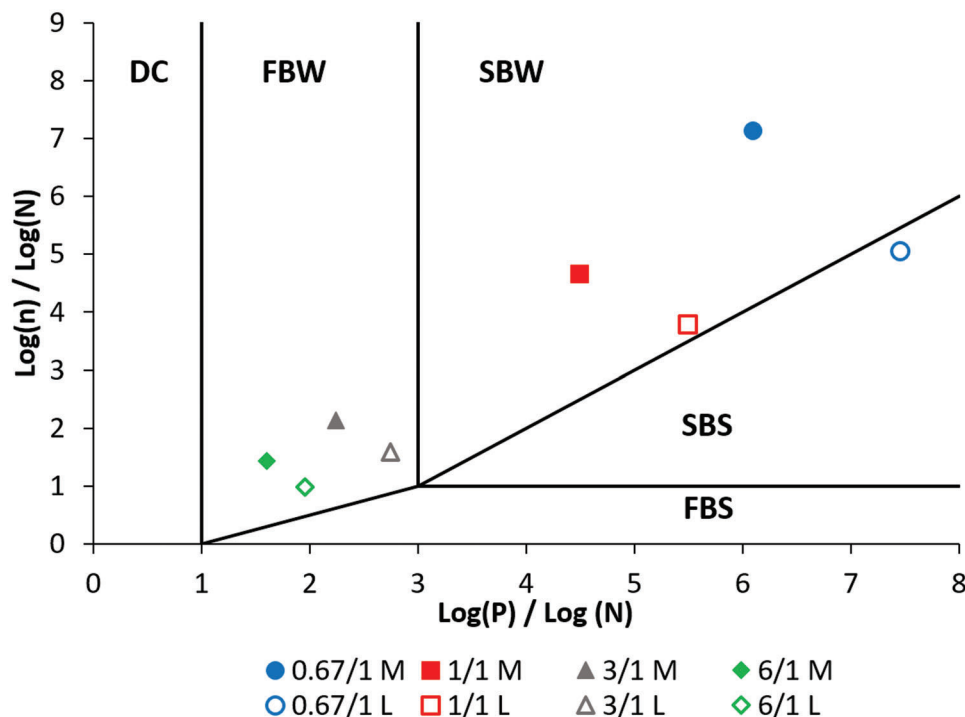 9
DC FBW SBW
8
7
6
5
4
3
2
SBS
1
FBS
0
Log(n) / Log(N)
0 1 2 3 4 5 6 7 8
Log(P) / Log (N)
0.67/1 M 1/1 M 3/1 M 6/1 M
0.67/1 L 1/1 L 3/1 L 6/1 L